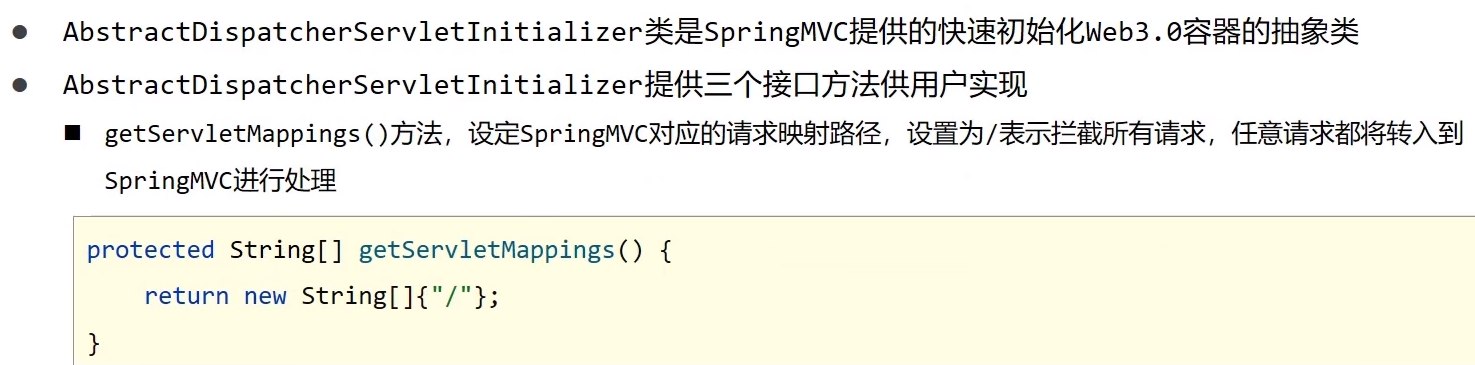 ● AbstractDispatcherServletInitializer类是SpringMVC提供的快速初始化Web3.0容器的抽象类
● AbstractDispatcherServletInitializer提供三个接口方法供用户实现
■ getServletMappings()方法，设定SpringMVC对应的请求映射路径，设置为/表示拦截所有请求，任意请求都将转入到
SpringMVC进行处理
protected String[] getServletMappings() {
    return new String[]{"/"};
}